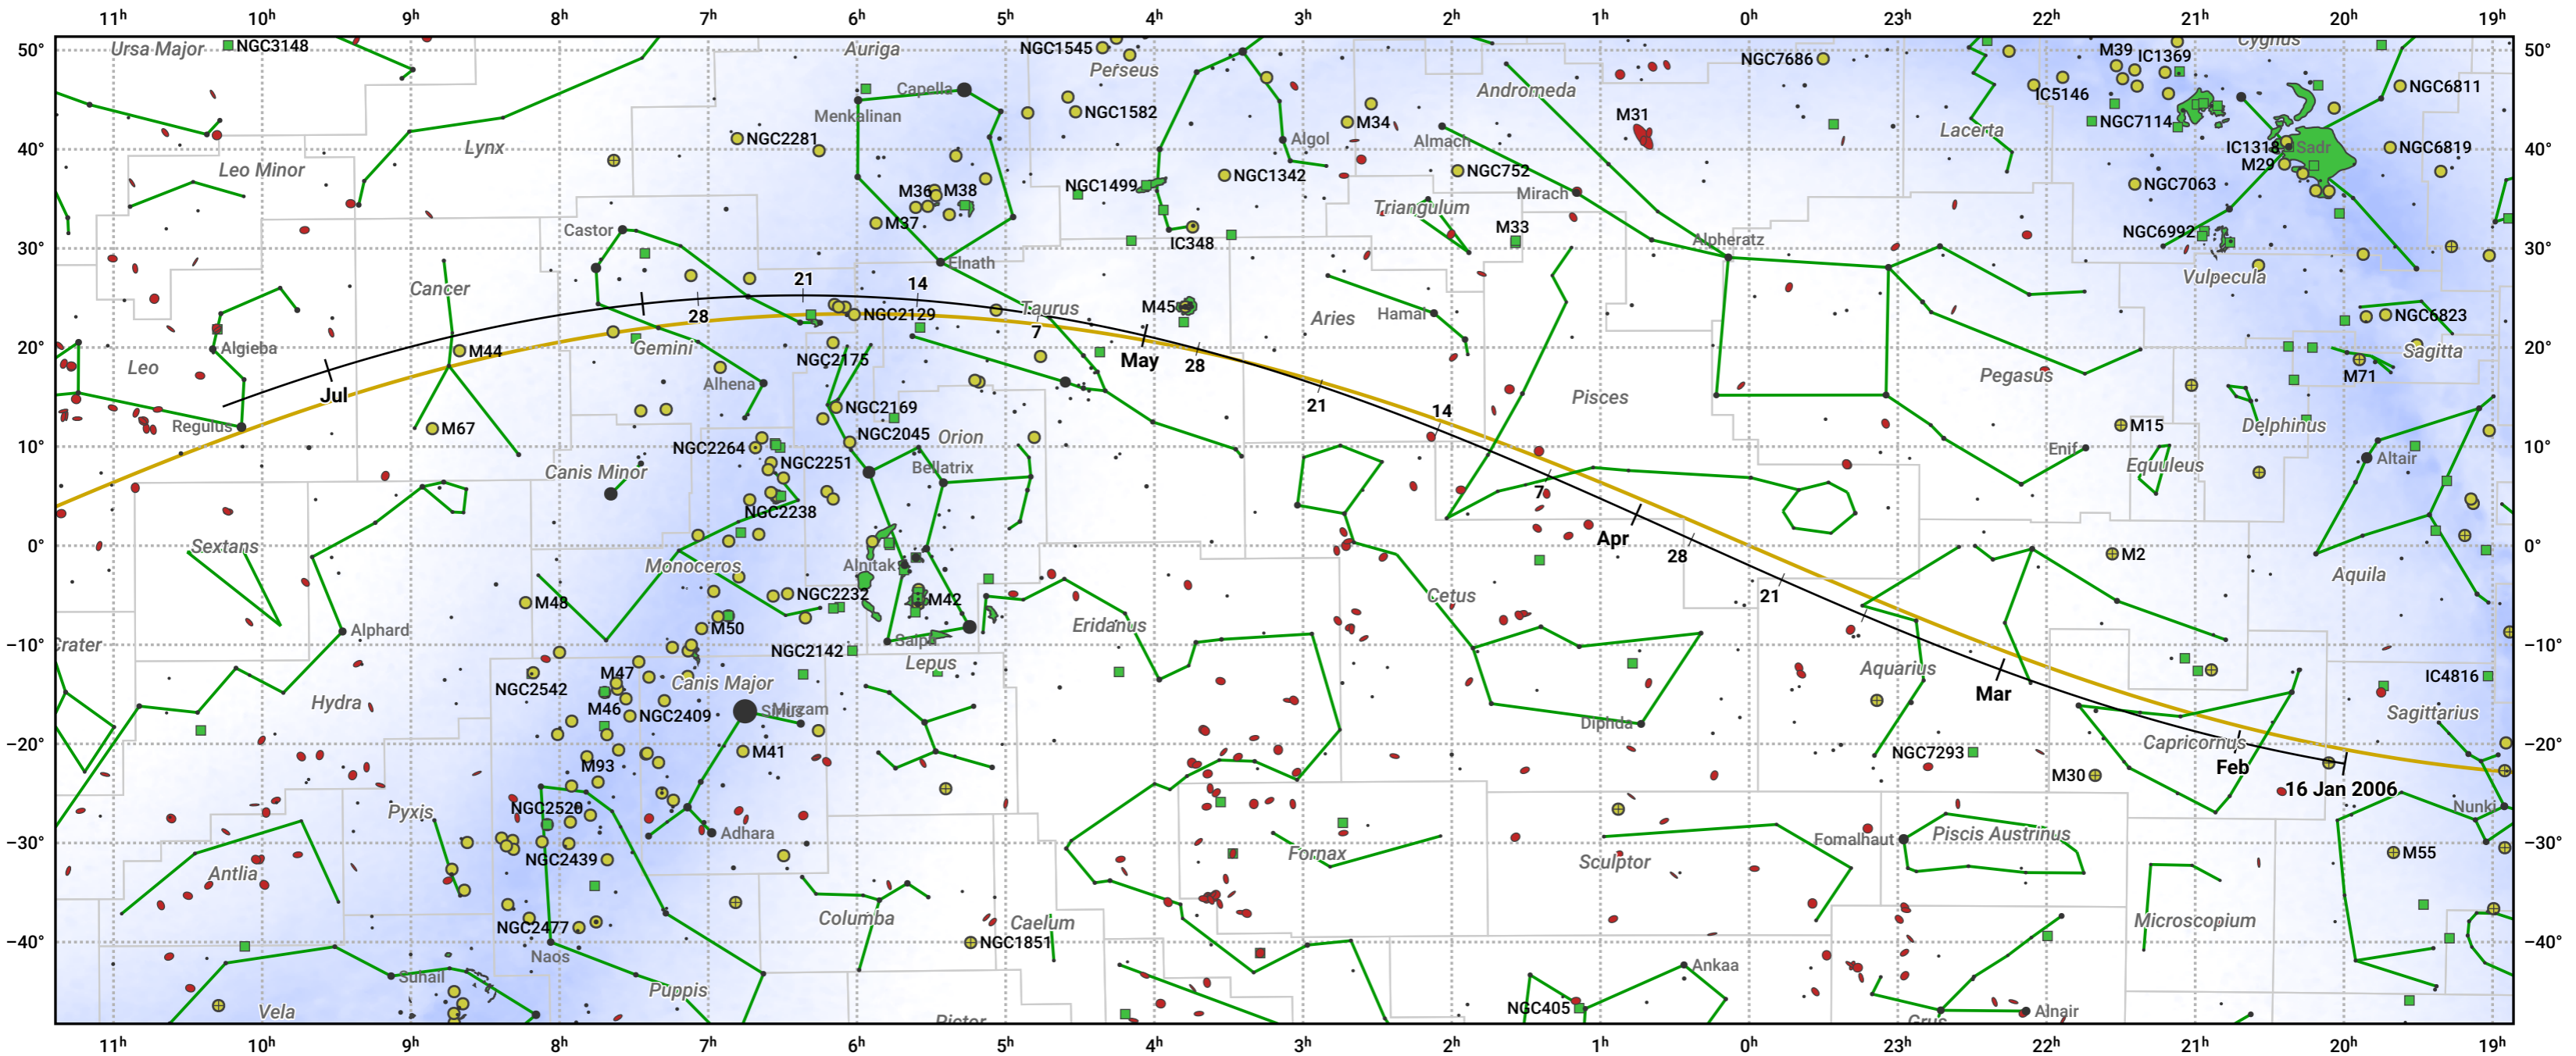 11h 10h 9h 8h 7h 6h 5h 4h 3h 2h 1h 0h 23h 22h 21h 20h 19h
50° Ursa Major NGC3148 Auriga NGC1545 Perseus NGC7686 M39 IC1369 Cygnus 50°
Capella Andromeda IC5146 NGC6811
Menkalinan NGC1582 M34 M31 Lacerta NGC7114
NGC2281 Algol Almach
40° Lynx IC1318 Sadr NGC6819 40°
Leo Minor NGC1342 NGC752 M29
M36 M38 NGC1499 Mirach NGC7063
M37 Triangulum M33
Castor IC348 Alpheratz NGC6992
30° Elnath 30°
Cancer 21 14 Vulpecula
28 NGC2129 Taurus M45 Aries Hamal NGC6823
7
20° Algieba M44 Gemini NGC2175 May 28 Sagitta 20°
Leo Alhena Pegasus M71
Jul 21 14 Pisces
Regulus M67 NGC2169 M15 Delphinus
10° NGC2264 NGC2045 Orion Enif Altair 10°
Canis Minor NGC2251 Bellatrix Equuleus
NGC2238 7
0° Sextans Apr 28 M2 0°
Monoceros Alnitak Aquila
M48 NGC2232 M42 Cetus 21
Alphard M50 Eridanus
−10° Crater NGC2142 Saiph −10°
Lepus Aquarius
NGC2542 M47 Canis Major Mar IC4816
Hydra M46 NGC2409 Sirius Mirzam Sagittarius
Diphda
−20° M41 NGC7293 Capricornus −20°
M93 M30 Feb
16 Jan 2006
Pyxis NGC2520 Nunki
−30° Adhara Fomalhaut Piscis Austrinus −30°
NGC2439 Fornax Sculptor M55
Antlia
Columba Caelum Microscopium
NGC2477
−40° Naos NGC1851 −40°
Suhail Ankaa
Puppis
Vela NGC405 Alnair
Pictor Grus
11h 10h 9h 8h 7h 6h 5h 4h 3h 2h 1h 0h 23h 22h 21h 20h 19h